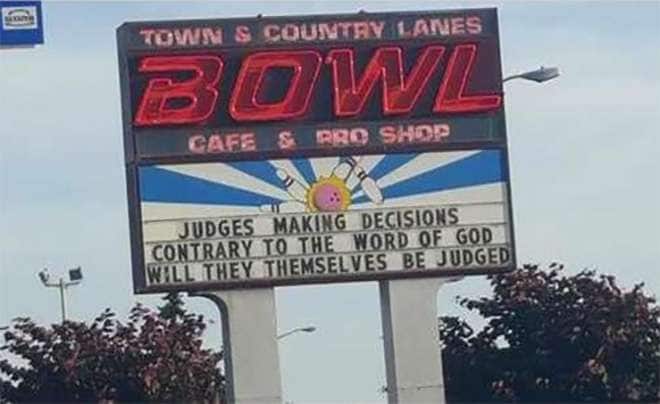 TOWN & COUNTRY LANES
BOWL
CAFE & PRO SHOP
JUDGES MAKING DECISIONS
CONTRARY TO THE WORD OF GOD
WILL THEY THEMSELVES BE JUDGED